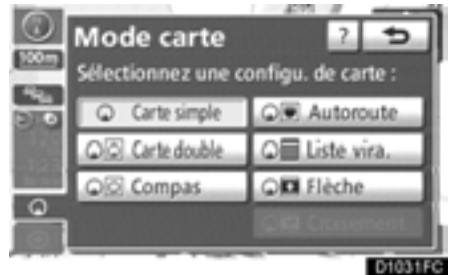 100m
Mode carte
?
Sélectionnez une configu. de carte :
Carte simple
Autoroute
Carte double
Liste vira.
Compas
Flèche
Croisement
D1031FC